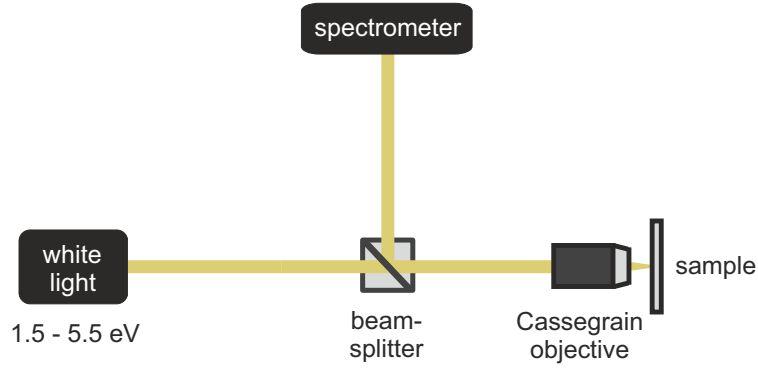 spectrometer
white
light
1.5 - 5.5 eV
beam-
splitter
Cassegrain
objective
sample